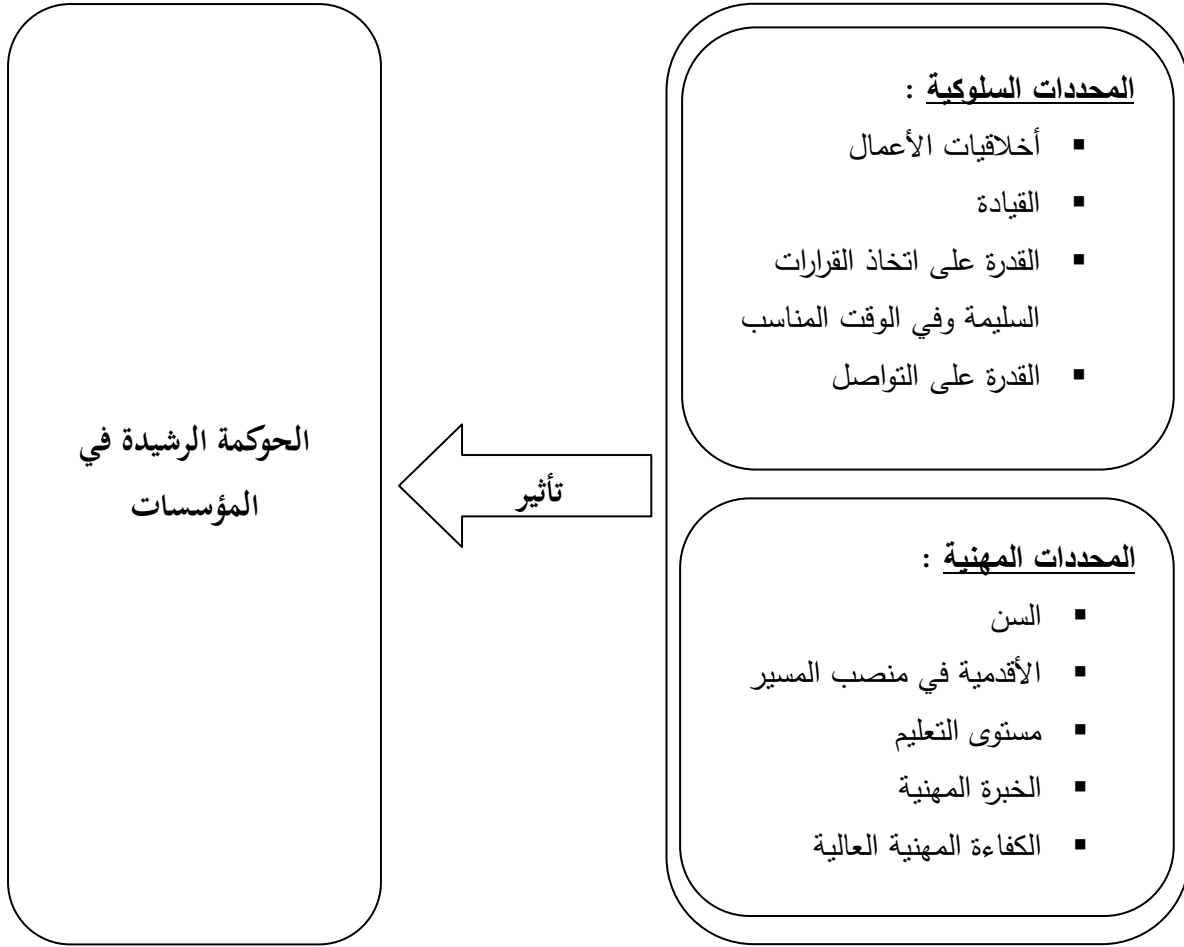 المحددات السلوكية :
▪ أخلاقيات الأعمال
▪ القيادة
▪ القدرة على اتخاذ القرارات
السليمة وفي الوقت المناسب
▪ القدرة على التواصل
المحددات المهنية :
▪ السن
▪ الأقدمية في منصب المسير
▪ مستوى التعليم
▪ الخبرة المهنية
▪ الكفاءة المهنية العالية
تأثير
الحوكمة الرشيدة في
المؤسسات